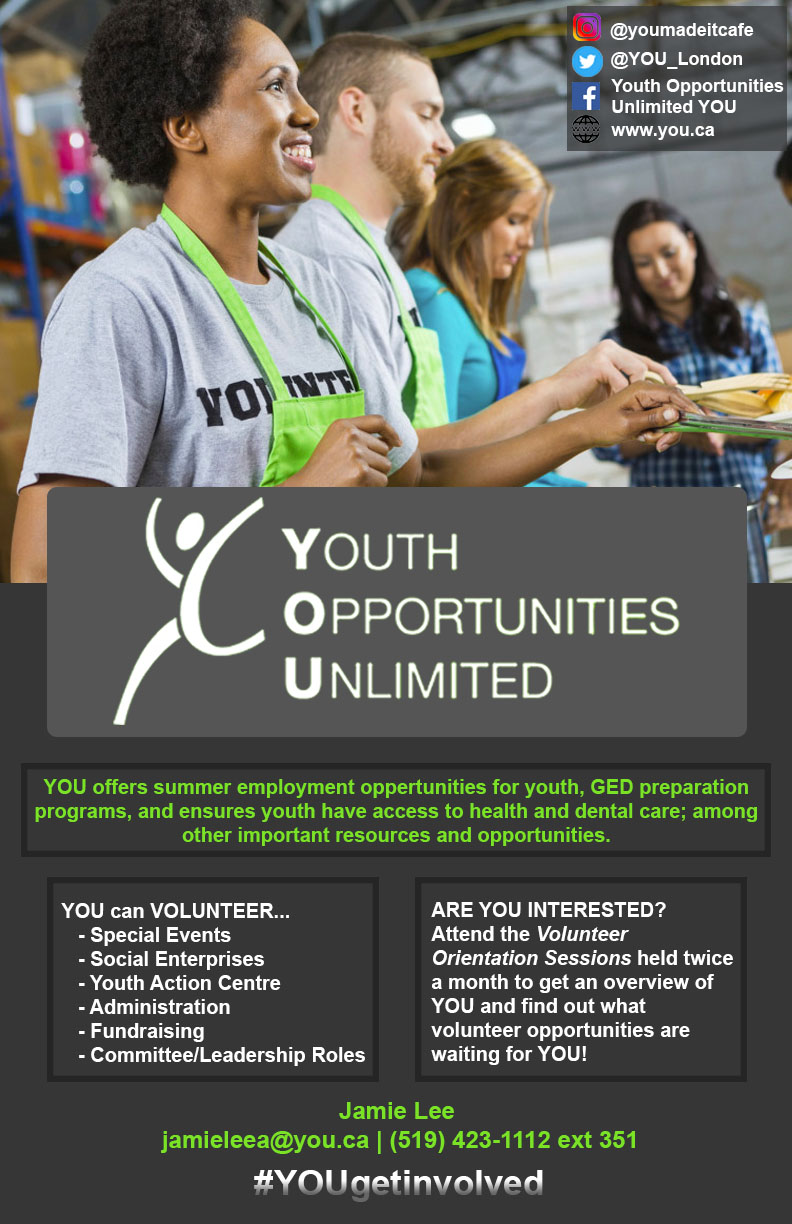 @youmadeitcafe
@YOU_London
Youth Opportunities
Unlimited YOU
www.you.ca
VOLUNTE
YOUTH
OPPORTUNITIES
UNLIMITED
YOU offers summer employment oppertunities for youth, GED preparation
programs, and ensures youth have access to health and dental care; among
other important resources and opportunities.
YOU can VOLUNTEER...
- Special Events
- Social Enterprises
- Youth Action Centre
- Administration
- Fundraising
- Committee/Leadership Roles
ARE YOU INTERESTED?
Attend the Volunteer
Orientation Sessions held twice
a month to get an overview of
YOU and find out what
volunteer opportunities are
waiting for YOU!
Jamie Lee
jamieleea@you.ca | (519) 423-1112 ext 351
#YOUgetinvolved